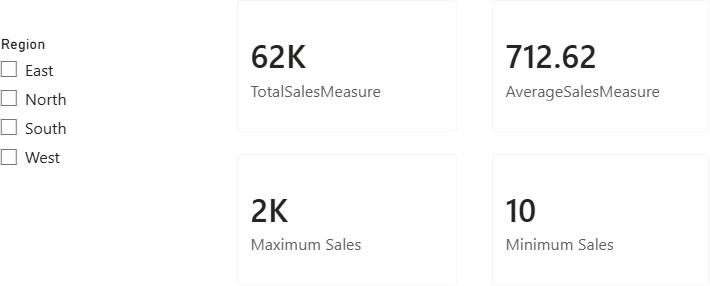 Region
East
North
South
West
62K
TotalSalesMeasure
712.62
AverageSalesMeasure
2K
Maximum Sales
10
Minimum Sales